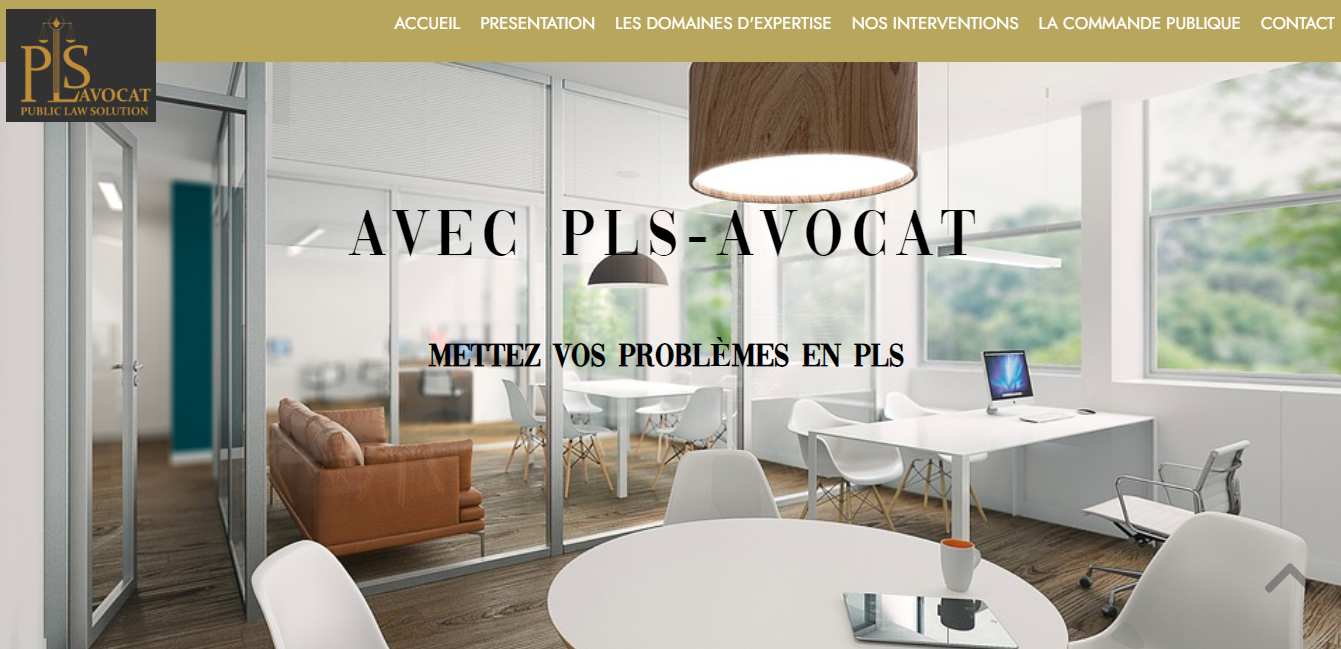 PLS
AVOCAT
PUBLIC LAW SOLUTION
ACCUEIL PRESENTATION LES DOMAINES D'EXPERTISE NOS INTERVENTIONS LA COMMANDE PUBLIQUE CONTACT
AVEC PLS-AVOCAT
METTEZ VOS PROBLÈMES EN PLS